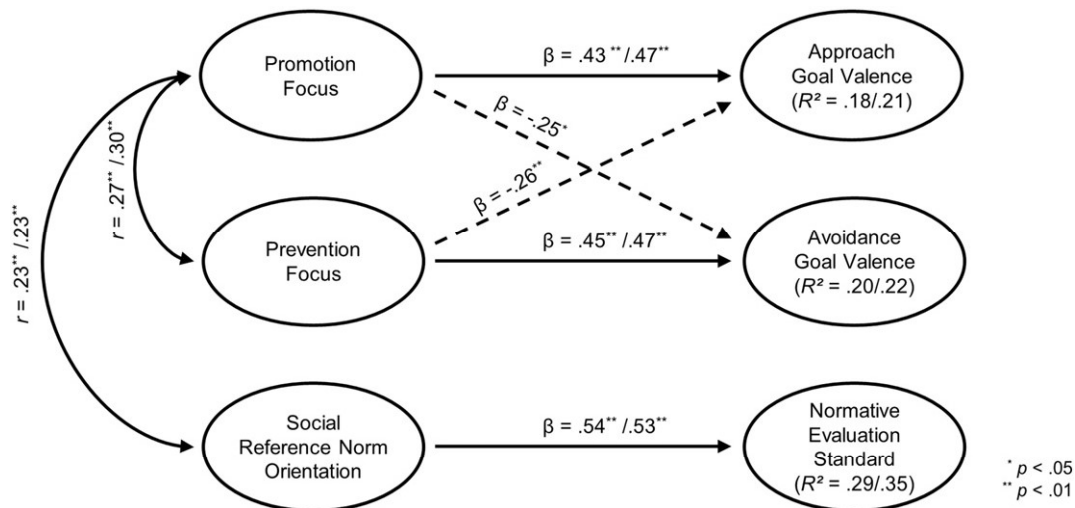 Promotion
Focus
β = .43 **/.47**
Approach
Goal Valence
(R² = .18/.21)
r = .23** /.23**
r = .27** /.30**
β = -.25*
β = -.26**
Prevention
Focus
β = .45** /.47**
Avoidance
Goal Valence
(R² = .20/.22)
Social
Reference Norm
Orientation
β = .54** /.53**
Normative
Evaluation
Standard
(R² = .29/.35)
* p < .05
** p < .01